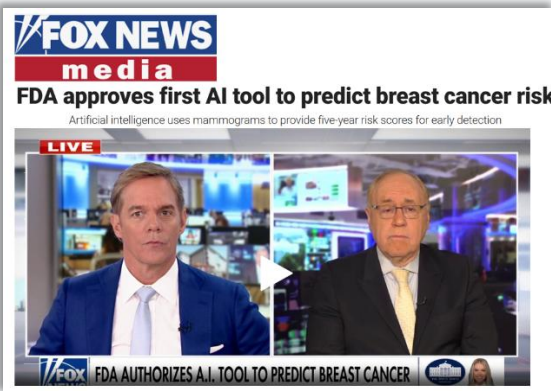 FOX NEWS
media
FDA approves first AI tool to predict breast cancer risk
Artificial intelligence uses mammograms to provide five-year risk scores for early detection
LIVE
FOX
NEWS
FDA AUTHORIZES A.I. TOOL TO PREDICT BREAST CANCER